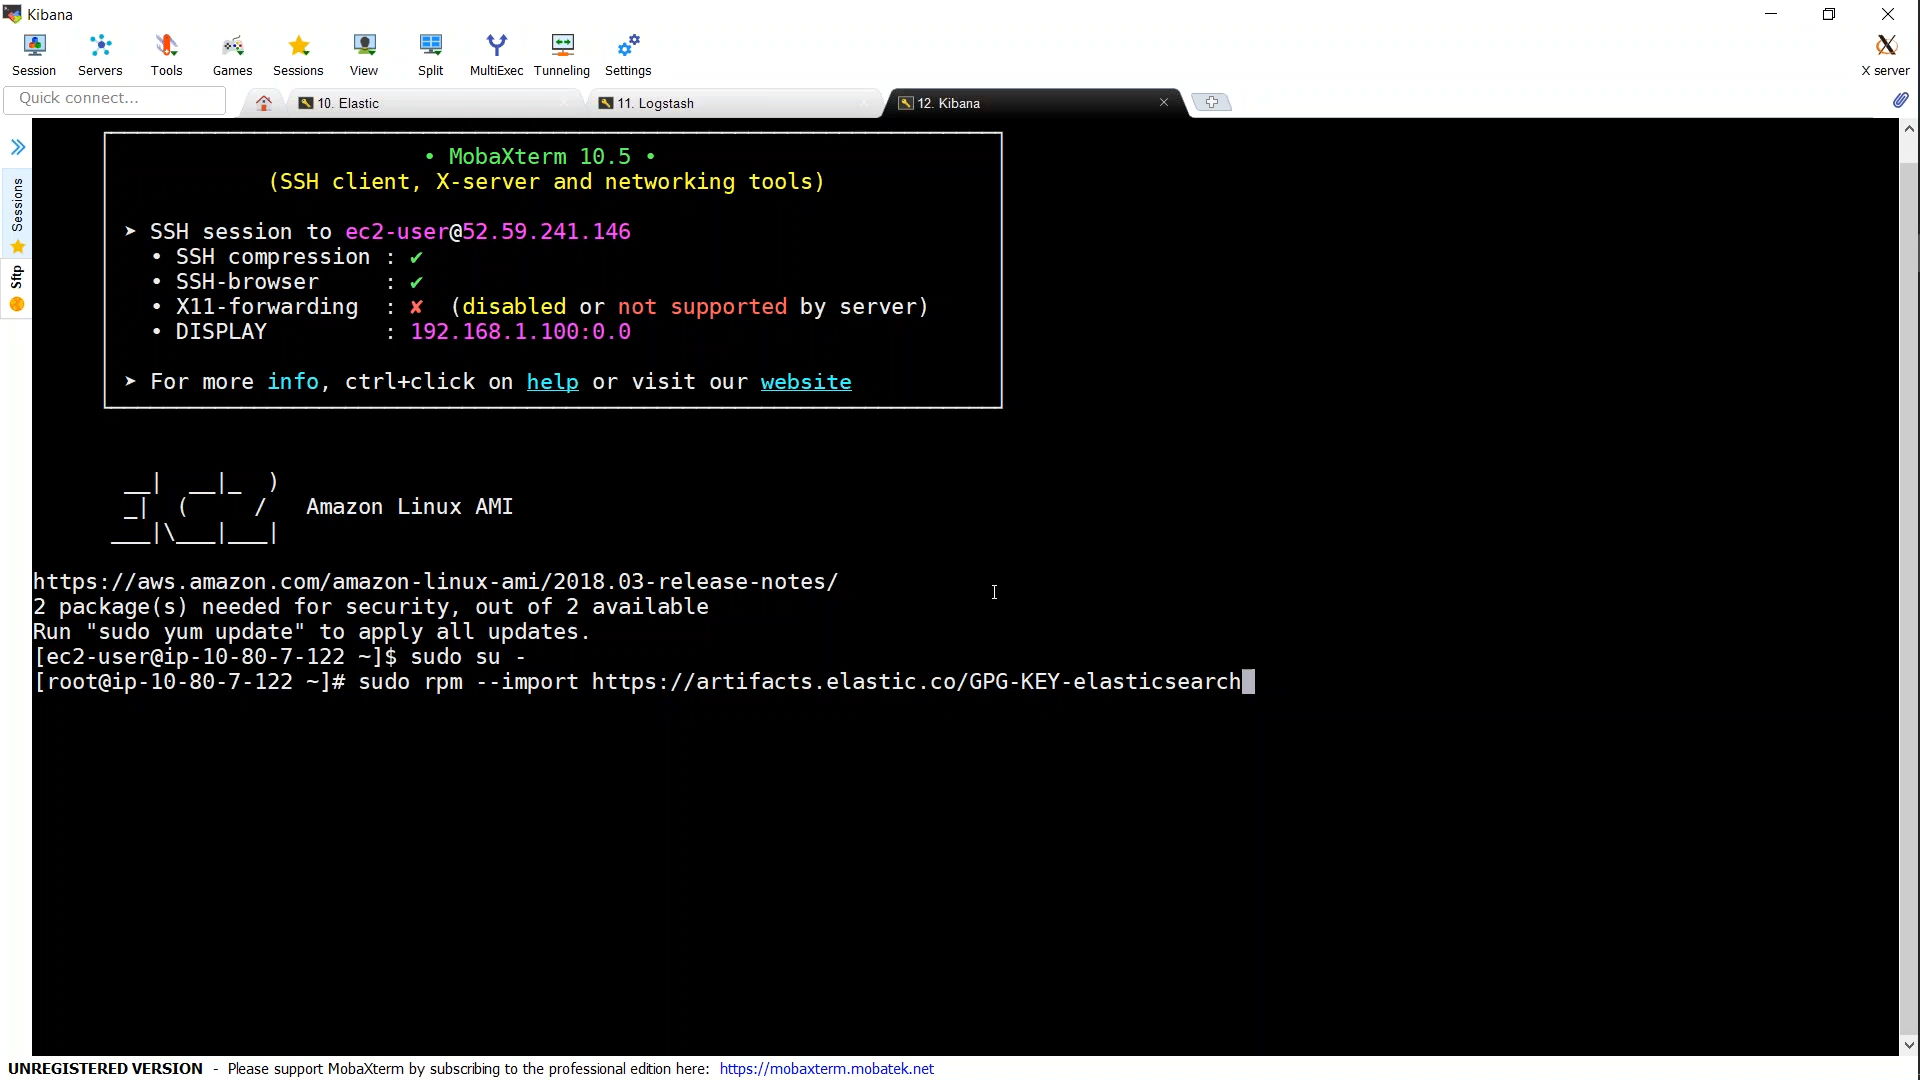 Kibana
Session Servers Tools Games Sessions View Split MultiExec Tunneling Settings X server
Quick connect...
10. Elastic
11. Logstash
12. Kibana
Sessions
Sftp
• MobaXterm 10.5 •
(SSH client, X-server and networking tools)
➤ SSH session to ec2-user@52.59.241.146
• SSH compression : ✔
• SSH-browser : ✔
• X11-forwarding : ✘ (disabled or not supported by server)
• DISPLAY : 192.168.1.100:0.0
➤ For more info, ctrl+click on help or visit our website
__| __|_ )
_| ( / Amazon Linux AMI
___|\___|___|
https://aws.amazon.com/amazon-linux-ami/2018.03-release-notes/
2 package(s) needed for security, out of 2 available
Run "sudo yum update" to apply all updates.
[ec2-user@ip-10-80-7-122 ~]$ sudo su -
[root@ip-10-80-7-122 ~]# sudo rpm --import https://artifacts.elastic.co/GPG-KEY-elasticsearch
UNREGISTERED VERSION - Please support MobaXterm by subscribing to the professional edition here: https://mobaxterm.mobatek.net